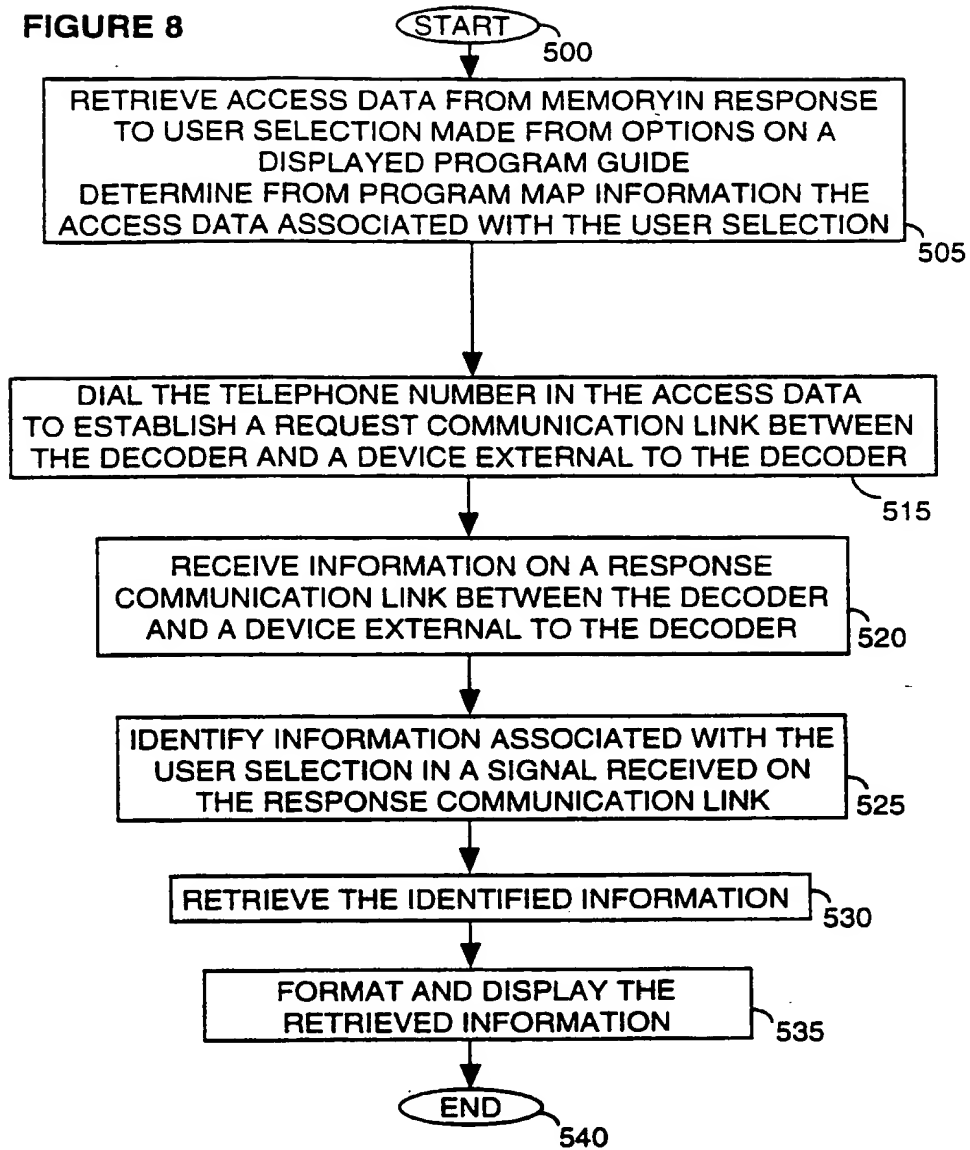 FIGURE 8
START
500
RETRIEVE ACCESS DATA FROM MEMORYIN RESPONSE
TO USER SELECTION MADE FROM OPTIONS ON A
DISPLAYED PROGRAM GUIDE
DETERMINE FROM PROGRAM MAP INFORMATION THE
ACCESS DATA ASSOCIATED WITH THE USER SELECTION
505
DIAL THE TELEPHONE NUMBER IN THE ACCESS DATA
TO ESTABLISH A REQUEST COMMUNICATION LINK BETWEEN
THE DECODER AND A DEVICE EXTERNAL TO THE DECODER
515
RECEIVE INFORMATION ON A RESPONSE
COMMUNICATION LINK BETWEEN THE DECODER
AND A DEVICE EXTERNAL TO THE DECODER
520
IDENTIFY INFORMATION ASSOCIATED WITH THE
USER SELECTION IN A SIGNAL RECEIVED ON
THE RESPONSE COMMUNICATION LINK
525
RETRIEVE THE IDENTIFIED INFORMATION
530
FORMAT AND DISPLAY THE
RETRIEVED INFORMATION
535
END
540